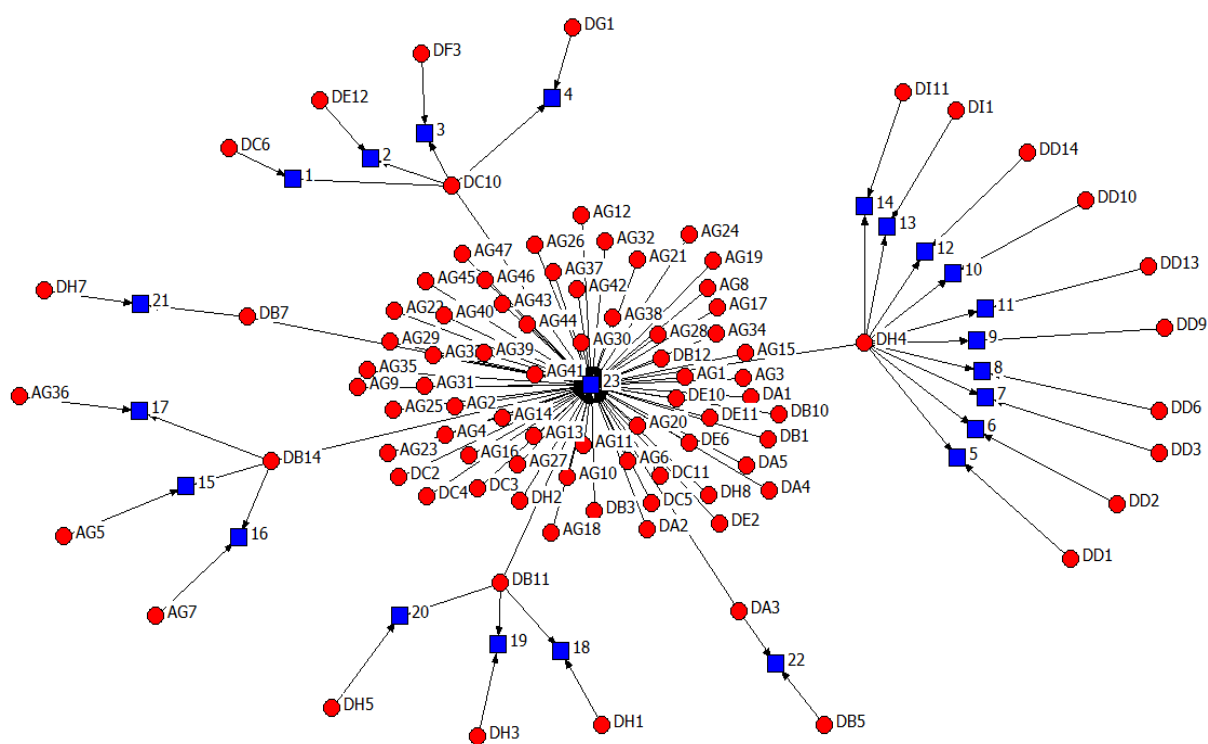 DG1
DF3
4
DE12
3
DC6
2
1
DC10
DI11
DI1
DD14
14
DD10
13
12
10
DD13
11
DD9
9
DH4
8
7
DD6
6
DD3
5
DD2
DD1
AG12
AG24
AG47
AG26
AG32
AG21
AG19
AG45
AG46
AG37
AG42
AG8
AG22
AG40
AG43
AG38
AG17
AG44
AG28
AG34
AG29
AG30
AG39
DB12
AG15
AG35
AG41
AG1
AG3
AG9
AG31
23
DE10
DA1
AG25
AG2
AG14
DE11
DB10
AG20
AG4
AG13
DB1
AG23
AG16
AG11
DE6
AG27
AG6
DA5
DC2
AG10
DC11
DA4
DC4
DC3
DH2
DC5
DH8
DB3
DE2
AG18
DA2
DH7
21
DB7
AG36
17
DB14
15
AG5
16
AG7
DB11
20
19
18
DH5
DH3
DH1
DA3
22
DB5